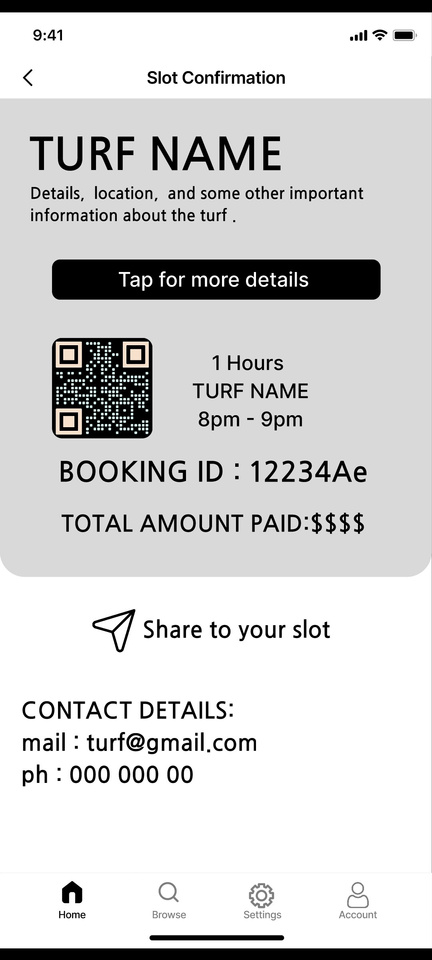 9:41
Slot Confirmation
TURF NAME
Details, location, and some other important
information about the turf .
Tap for more details
1 Hours
TURF NAME
8pm - 9pm
BOOKING ID : 12234Ae
TOTAL AMOUNT PAID:$$$$
Share to your slot
CONTACT DETAILS:
mail : turf@gmail.com
ph : 000 000 00
Home Browse Settings Account